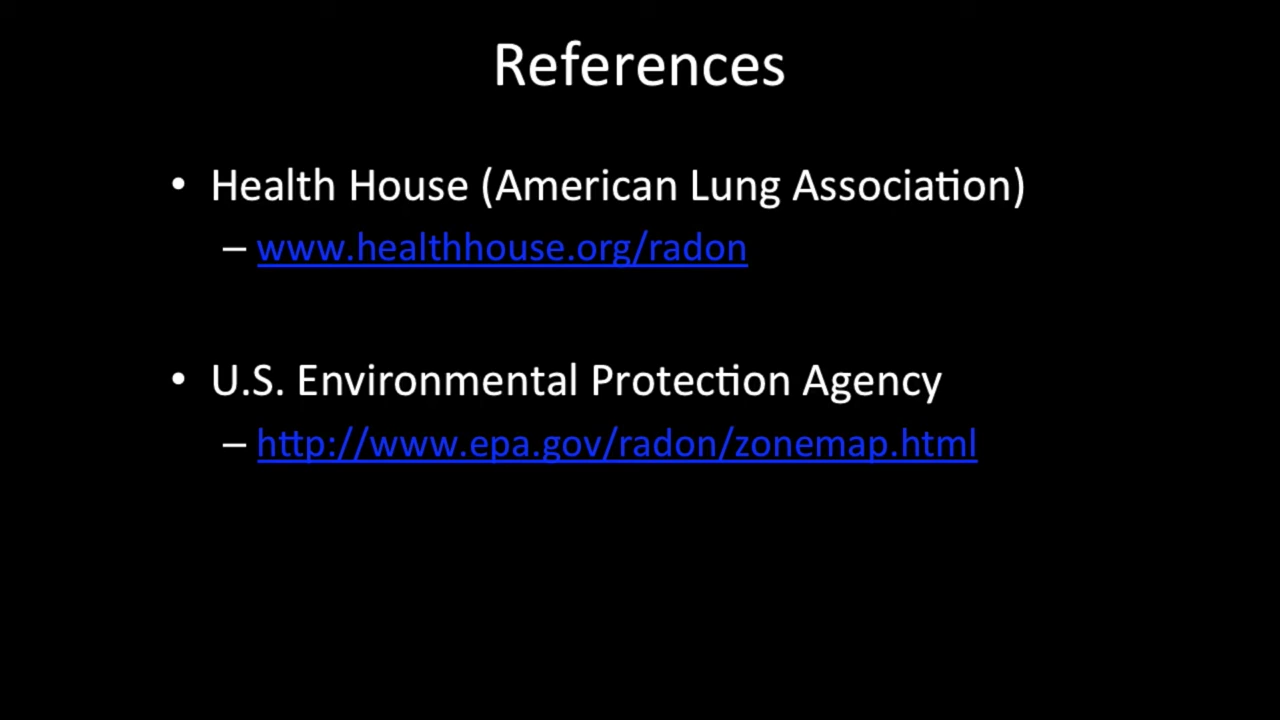 References
• Health House (American Lung Association)
– www.healthhouse.org/radon
• U.S. Environmental Protection Agency
– http://www.epa.gov/radon/zonemap.html